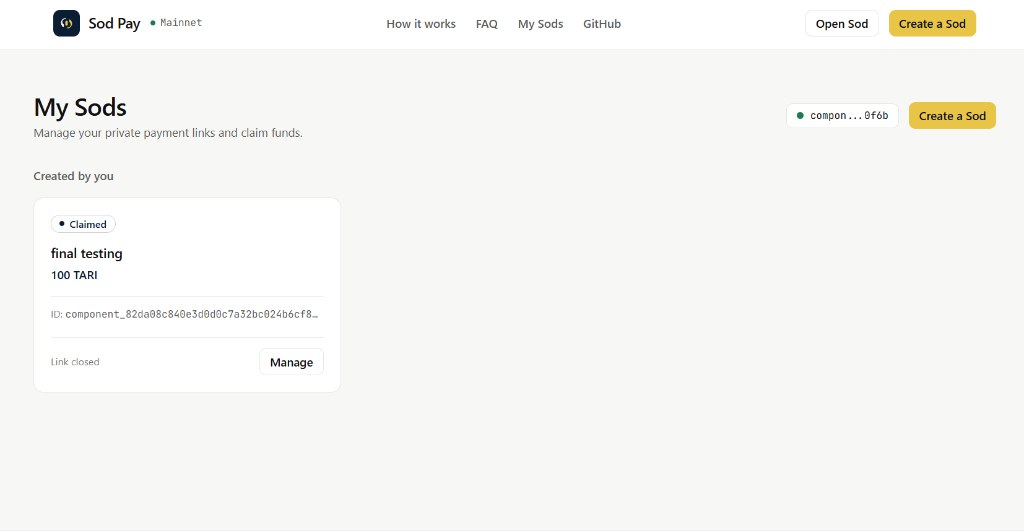 Sod Pay Mainnet How it works FAQ My Sods GitHub Open Sod Create a Sod
My Sods
Manage your private payment links and claim funds.
compon...0f6b Create a Sod
Created by you
Claimed
final testing
100 TARI
ID: component_82da08c840e3d0d0c7a32bc024b6cf8…
Link closed Manage